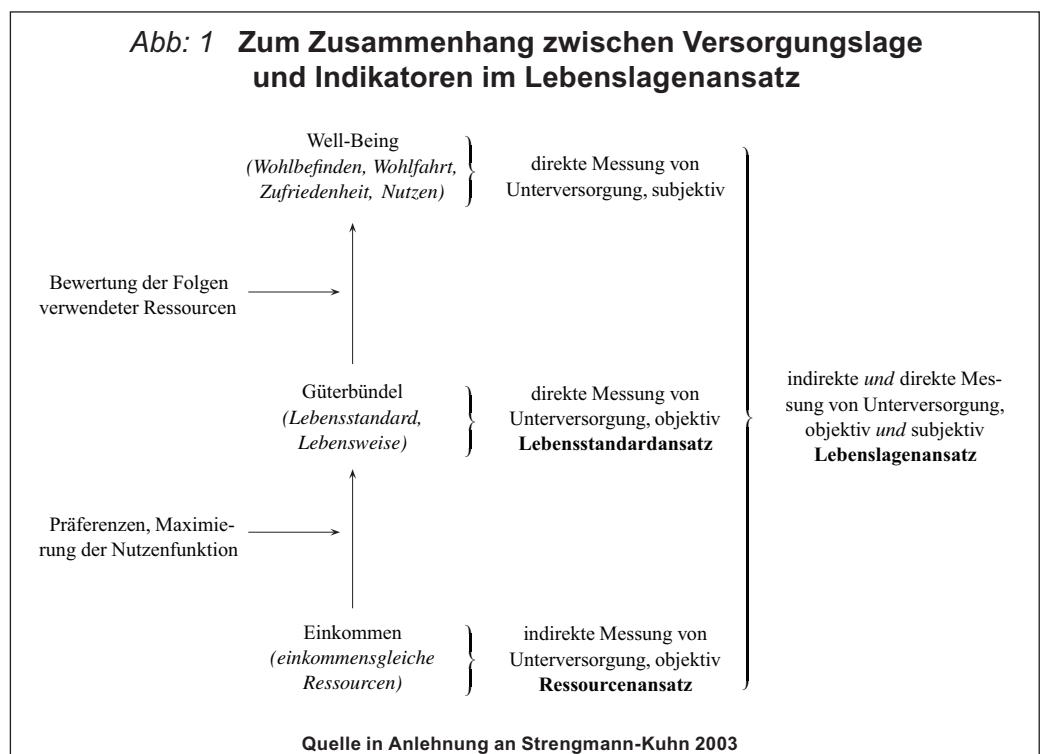 Abb: 1 Zum Zusammenhang zwischen Versorgungslage
und Indikatoren im Lebenslagenansatz
Well-Being
(Wohlbefinden, Wohlfahrt,
Zufriedenheit, Nutzen)
direkte Messung von
Unterversorgung, subjektiv
Bewertung der Folgen
verwendeter Ressourcen
Güterbündel
(Lebensstandard,
Lebensweise)
direkte Messung von
Unterversorgung, objektiv
Lebensstandardansatz
indirekte und direkte Mes-
sung von Unterversorgung,
objektiv und subjektiv
Lebenslagenansatz
Präferenzen, Maximie-
rung der Nutzenfunktion
Einkommen
(einkommensgleiche
Ressourcen)
indirekte Messung von
Unterversorgung, objektiv
Ressourcenansatz
Quelle in Anlehnung an Strengmann-Kuhn 2003